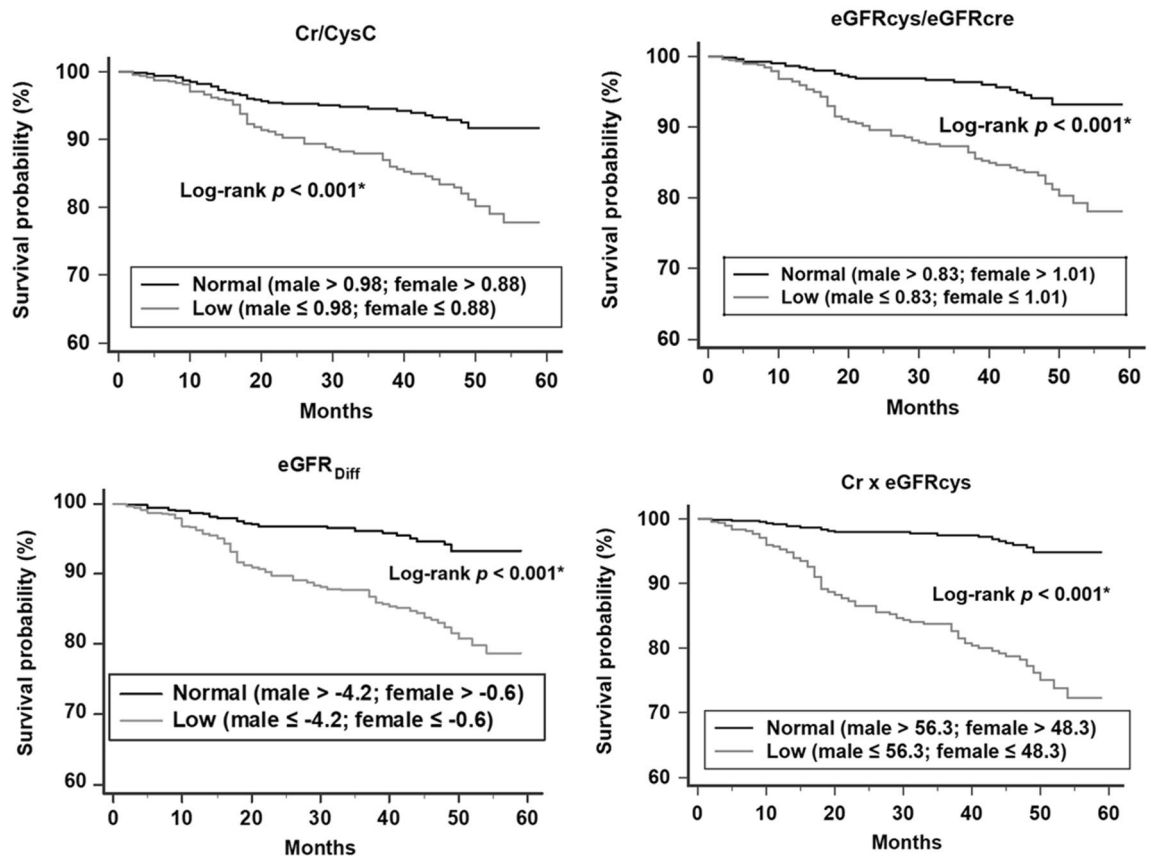 Cr/CysC
Survival probability (%)
100
90
80
70
60
Log-rank p < 0.001*
Normal (male > 0.98; female > 0.88)
Low (male ≤ 0.98; female ≤ 0.88)
0 10 20 30 40 50 60
Months
eGFRcys/eGFRcre
Survival probability (%)
100
90
80
70
60
Log-rank p < 0.001*
Normal (male > 0.83; female > 1.01)
Low (male ≤ 0.83; female ≤ 1.01)
0 10 20 30 40 50 60
Months
eGFR Diff
Survival probability (%)
100
90
80
70
60
Log-rank p < 0.001*
Normal (male > -4.2; female > -0.6)
Low (male ≤ -4.2; female ≤ -0.6)
0 10 20 30 40 50 60
Months
Cr x eGFRcys
Survival probability (%)
100
90
80
70
60
Log-rank p < 0.001*
Normal (male > 56.3; female > 48.3)
Low (male ≤ 56.3; female ≤ 48.3)
0 10 20 30 40 50 60
Months